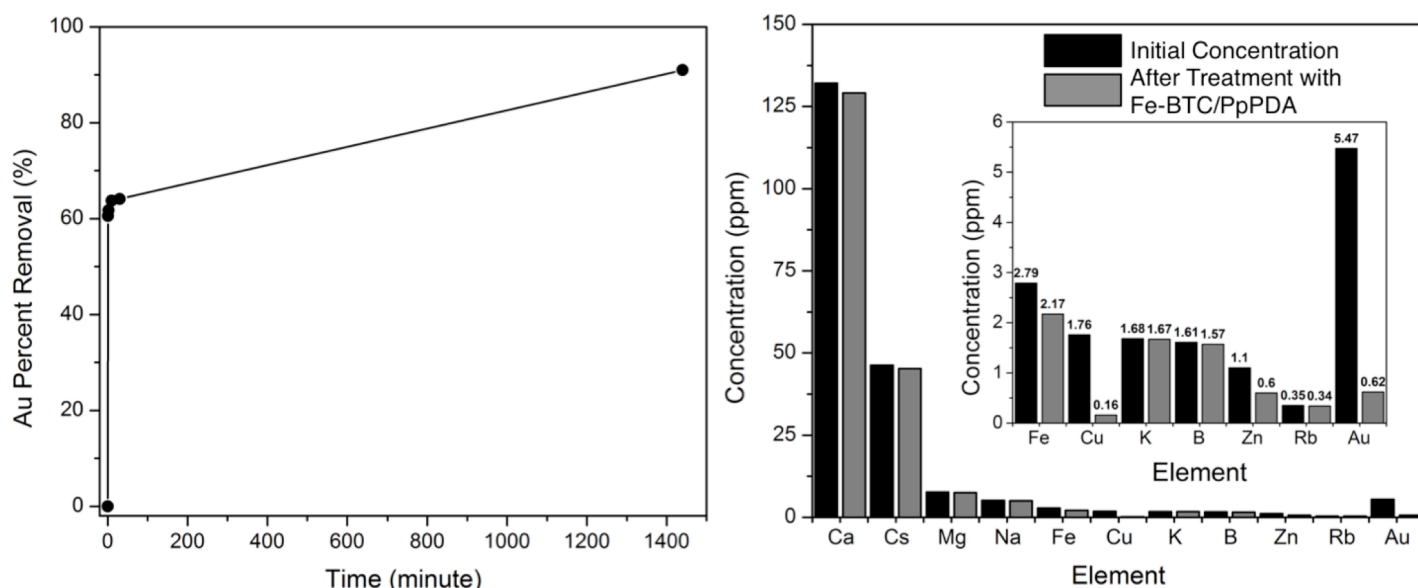 100
80
60
40
20
0
Au Percent Removal (%)
0 200 400 600 800 1000 1200 1400
Time (minute)
150
125
100
75
50
25
0
Concentration (ppm)
Ca Cs Mg Na Fe Cu K B Zn Rb Au
Element
Initial Concentration
After Treatment with
Fe-BTC/PpPDA
6
5
3
2
1
0
Concentration (ppm)
2.79 2.17 1.76 0.16 1.68 1.67 1.61 1.57 1.1 0.6 0.35 0.34 5.47 0.62
Fe Cu K B Zn Rb Au
Element